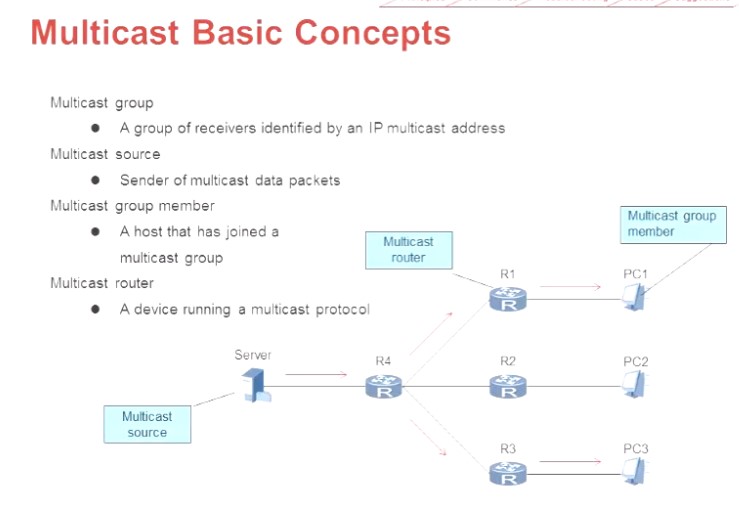 Multicast Basic Concepts
Multicast group
● A group of receivers identified by an IP multicast address
Multicast source
● Sender of multicast data packets
Multicast group member
● A host that has joined a
multicast group
Multicast router
● A device running a multicast protocol
Multicast group
member
Multicast
router
R1
PC1
R
Server
R4
R2
PC2
R
R
Multicast
source
R3
PC3
R